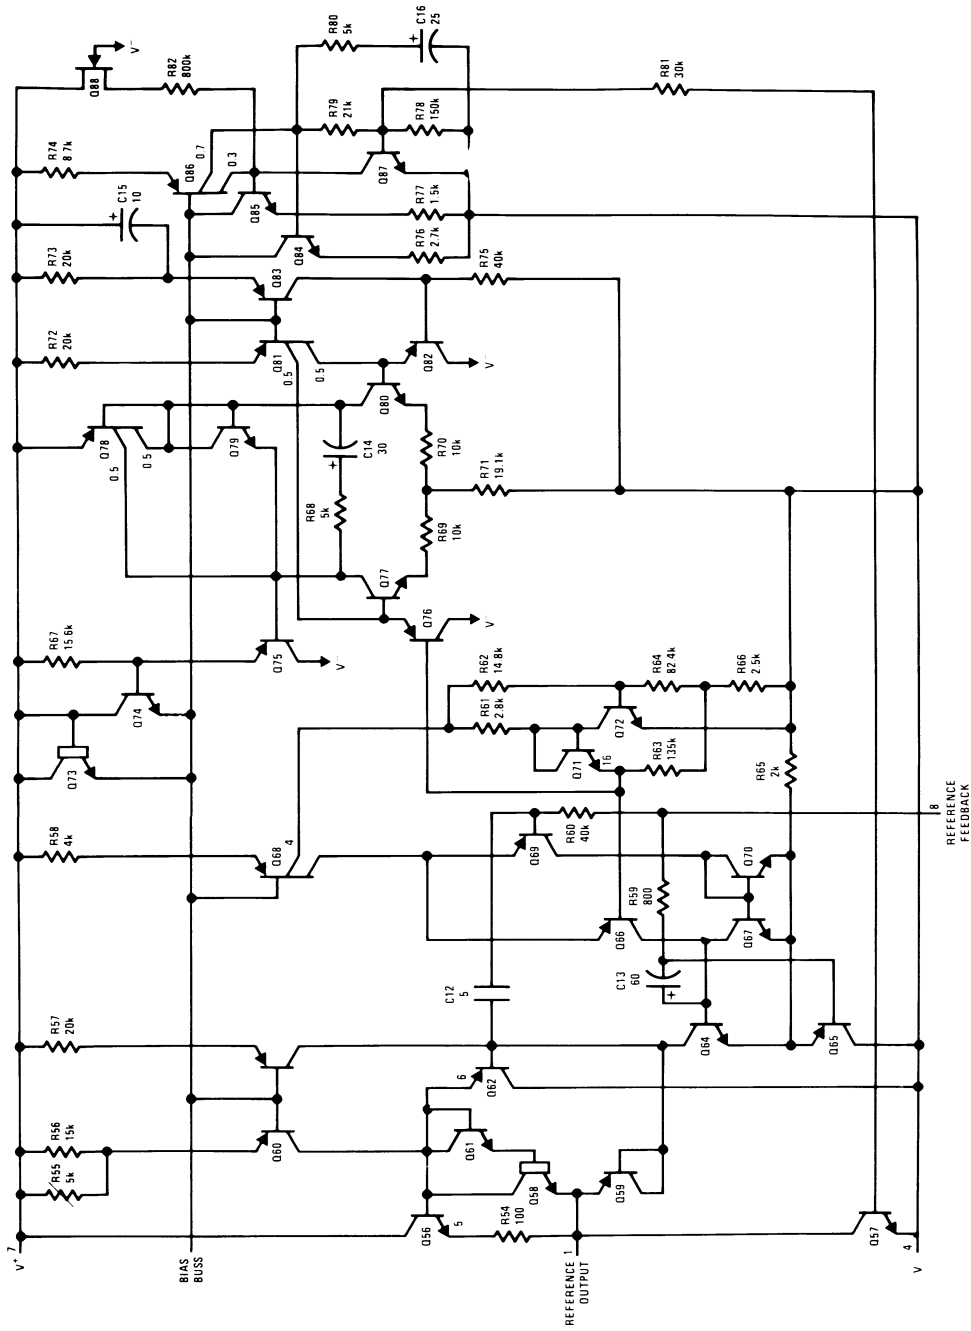 V⁺
7
R55
5k
R56
15k
R57
20k
R58
4k
R67
15.6k
R72
20k
R73
20k
R74
8.7k
Q88
V⁻
R82
800k
Q73
Q74
Q78
0.5
0.5
C15
10
Q86
0.7
0.3
BIAS
BUSS
Q60
Q68
4
Q75
V⁻
Q79
Q81
0.5
0.5
Q83
Q84
Q85
R80
5k
C16
25
R79
21k
R78
150k
Q87
R68
5k
C14
30
Q80
Q82
V⁻
R76
2.7k
R77
1.5k
Q56
5
Q61
Q62
6
C12
5
Q77
Q76
V⁻
R69
10k
R70
10k
R71
19.1k
R75
40k
R54
100
Q58
Q59
Q66
Q69
R60
40k
R61
2.8k
R62
14.8k
Q71
16
Q72
REFERENCE
OUTPUT
1
C13
60
R59
800
R63
135k
R64
82.4k
R66
2.5k
R81
30k
Q64
Q65
Q67
Q70
R65
2k
Q57
V
4
8
REFERENCE
FEEDBACK